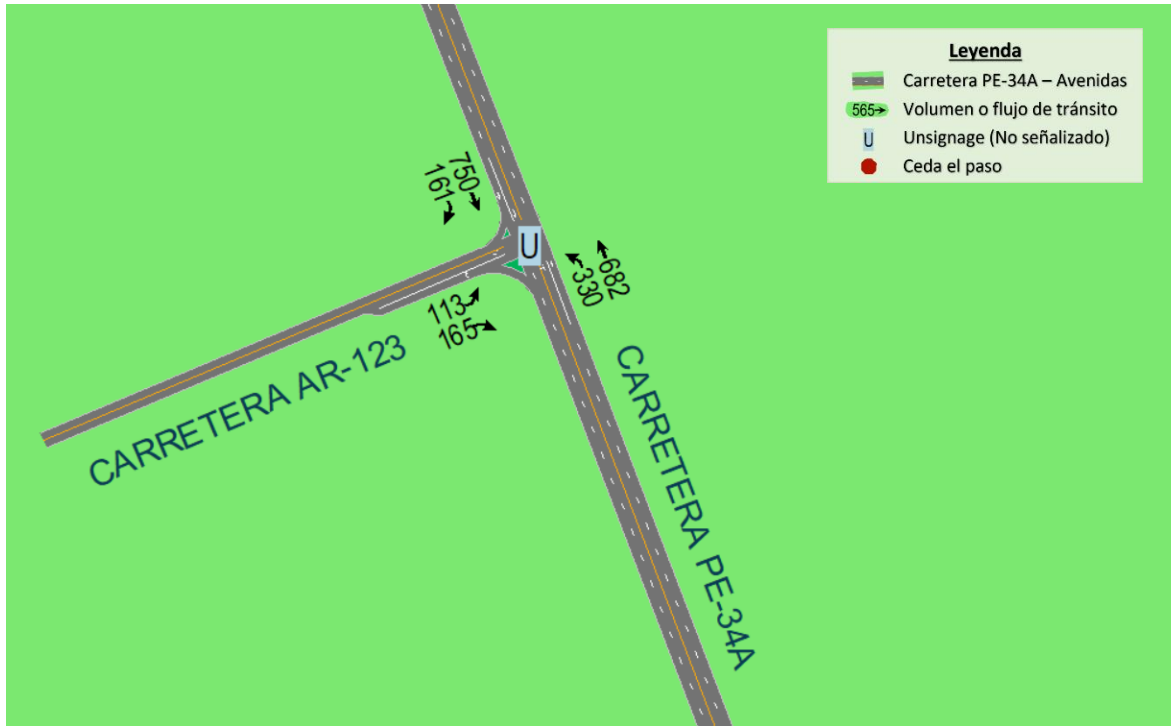 Leyenda
Carretera PE-34A – Avenidas
565→ Volumen o flujo de tránsito
U Unsignage (No señalizado)
Ceda el paso
750
161
U
682
330
113
165
CARRETERA AR-123
CARRETERA PE-34A